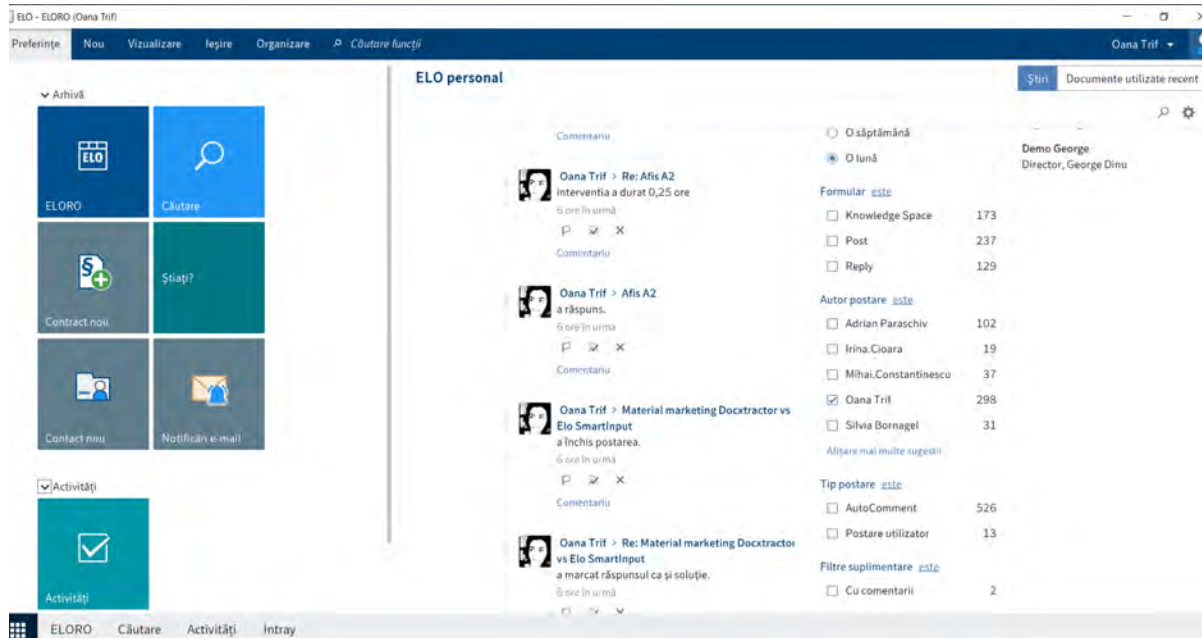 ELO - ELORO (Oana Trif)
Preferințe Nou Vizualizare Ieșire Organizare Căutare funcții
Oana Trif
Arhivă
ELO
ELORO
Căutare
Contract nou
Știați?
Contact nou
Notificări e-mail
Activități
Activități
ELO personal
Comentariu
Oana Trif > Re: Afis A2
Interventia a durat 0,25 ore
6 ore în urmă
Comentariu
Oana Trif > Afis A2
a răspuns.
6 ore în urmă
Comentariu
Oana Trif > Material marketing Docxtractor vs
Elo SmartInput
a închis postarea.
6 ore în urmă
Comentariu
Oana Trif > Re: Material marketing Docxtractor
vs Elo SmartInput
a marcat răspunsul ca și soluție.
6 ore în urmă
O săptămână
O lună
Formular este
Knowledge Space 173
Post 237
Reply 129
Autor postare este
Adrian Paraschiv 102
Irina.Cioara 19
Mihai.Constantinescu 37
Oana Trif 298
Silvia Bornagel 31
Afișare mai multe sugestii
Tip postare este
AutoComment 526
Postare utilizator 13
Filtre suplimentare este
Cu comentarii 2
Știri Documente utilizate recent
Demo George
Director, George Dinu
ELORO Căutare Activități Intray